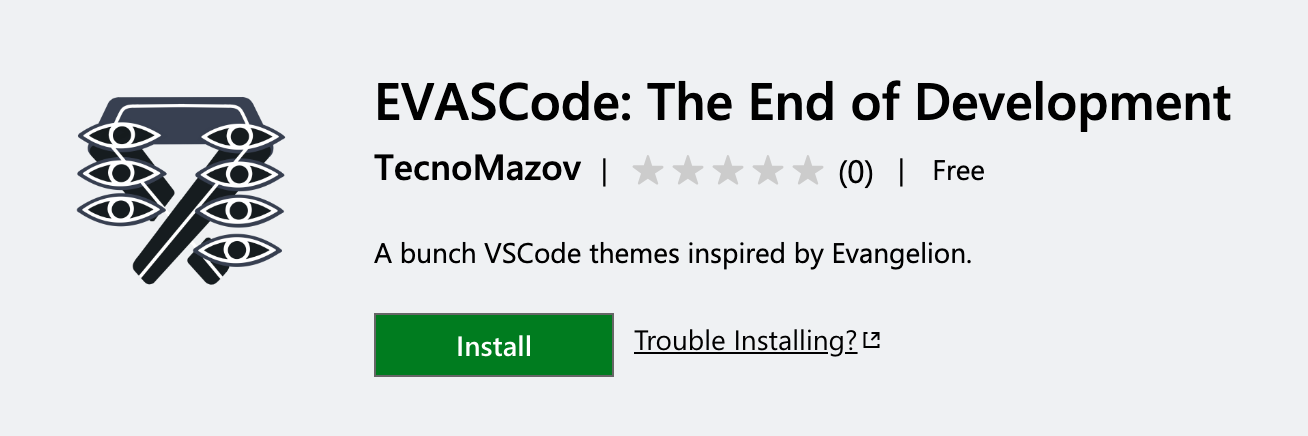 EVASCode: The End of Development
TecnoMazov | (0) | Free
A bunch VSCode themes inspired by Evangelion.
Install Trouble Installing?